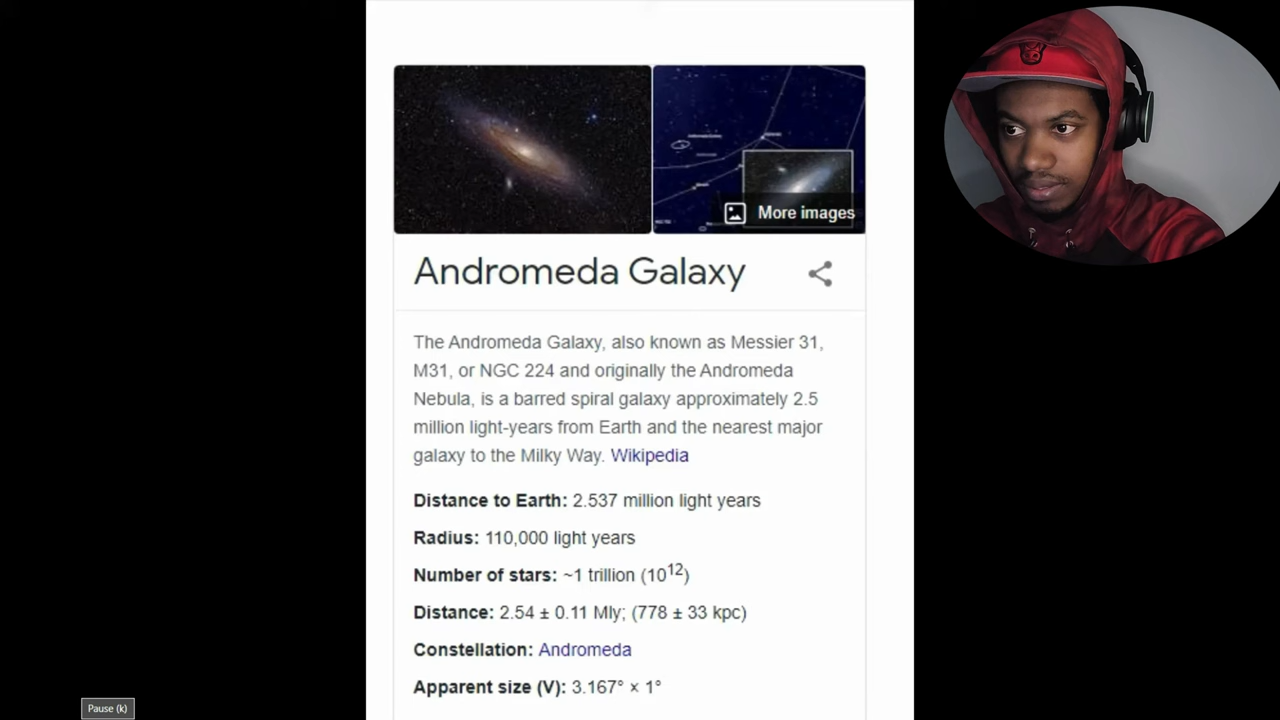 More images
Andromeda Galaxy
The Andromeda Galaxy, also known as Messier 31,
M31, or NGC 224 and originally the Andromeda
Nebula, is a barred spiral galaxy approximately 2.5
million light-years from Earth and the nearest major
galaxy to the Milky Way. Wikipedia
Distance to Earth: 2.537 million light years
Radius: 110,000 light years
Number of stars: ~1 trillion (10¹²)
Distance: 2.54 ± 0.11 Mly; (778 ± 33 kpc)
Constellation: Andromeda
Apparent size (V): 3.167° × 1°
Pause (k)